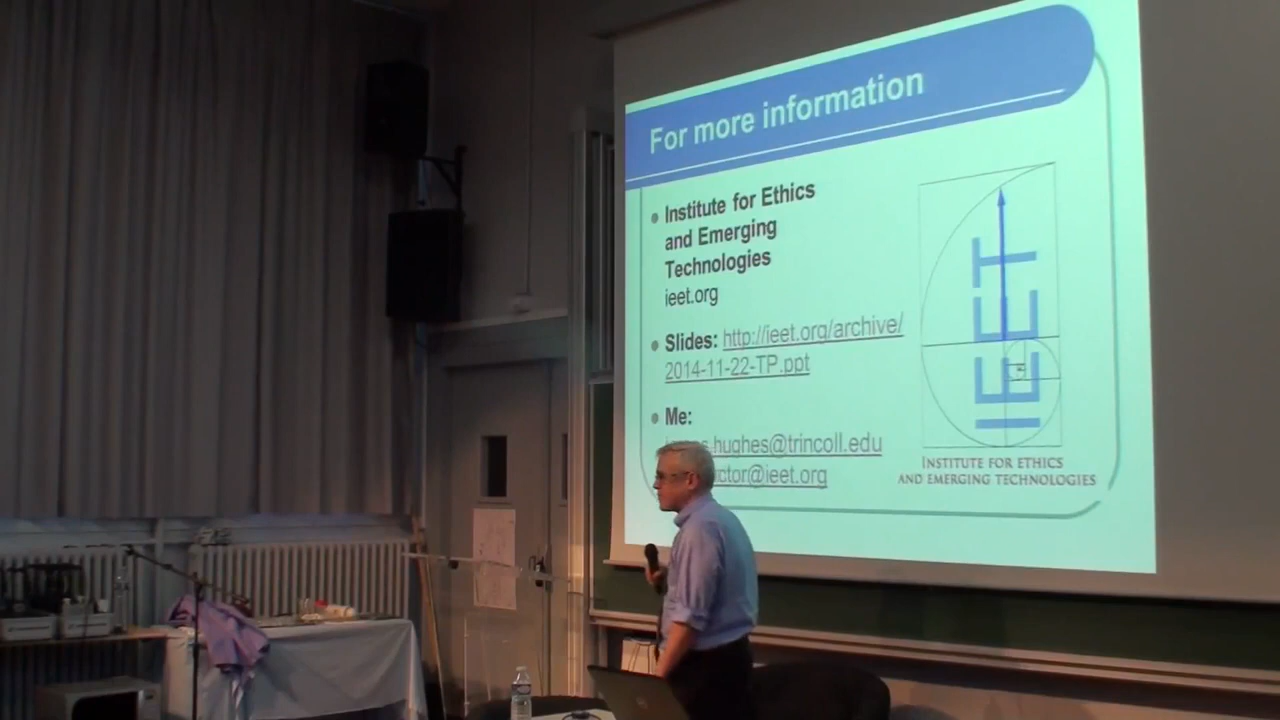 For more information
Institute for Ethics
and Emerging
Technologies
ieet.org
Slides: http://ieet.org/archive/
2014-11-22-TP.ppt
Me:
hughes@trincoll.edu
ctor@ieet.org
IEET
INSTITUTE FOR ETHICS
AND EMERGING TECHNOLOGIES